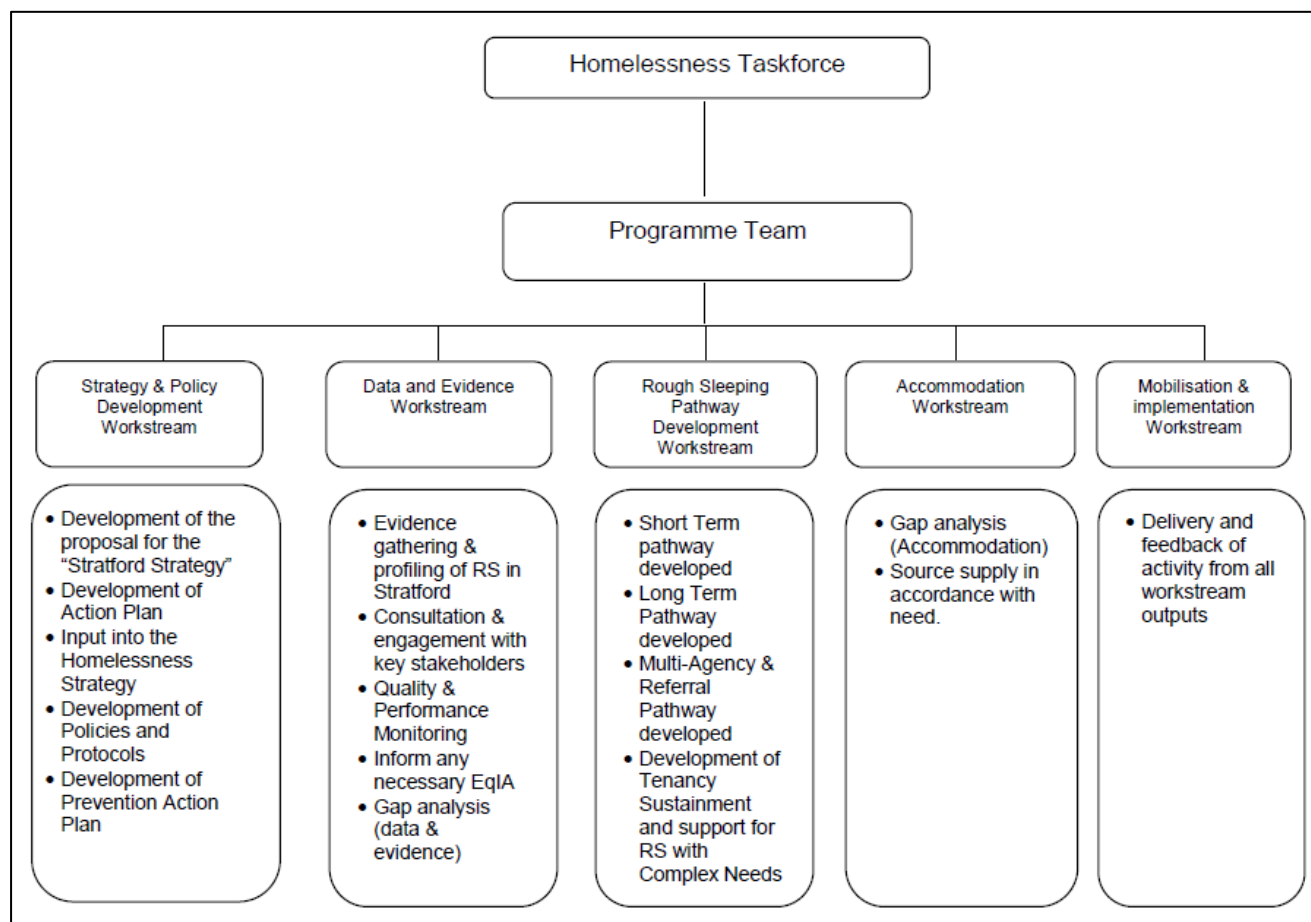 Homelessness Taskforce
Programme Team
Strategy & Policy
Development
Workstream
Data and Evidence
Workstream
Rough Sleeping
Pathway
Development
Workstream
Accommodation
Workstream
Mobilisation &
implementation
Workstream
• Development of the
proposal for the
“Stratford Strategy”
• Development of
Action Plan
• Input into the
Homelessness
Strategy
• Development of
Policies and
Protocols
• Development of
Prevention Action
Plan
• Evidence
gathering &
profiling of RS in
Stratford
• Consultation &
engagement with
key stakeholders
• Quality &
Performance
Monitoring
• Inform any
necessary EqIA
• Gap analysis
(data &
evidence)
• Short Term
pathway
developed
• Long Term
Pathway
developed
• Multi-Agency &
Referral
Pathway
developed
• Development of
Tenancy
Sustainment
and support for
RS with
Complex Needs
• Gap analysis
(Accommodation)
• Source supply in
accordance with
need.
• Delivery and
feedback of
activity from all
workstream
outputs